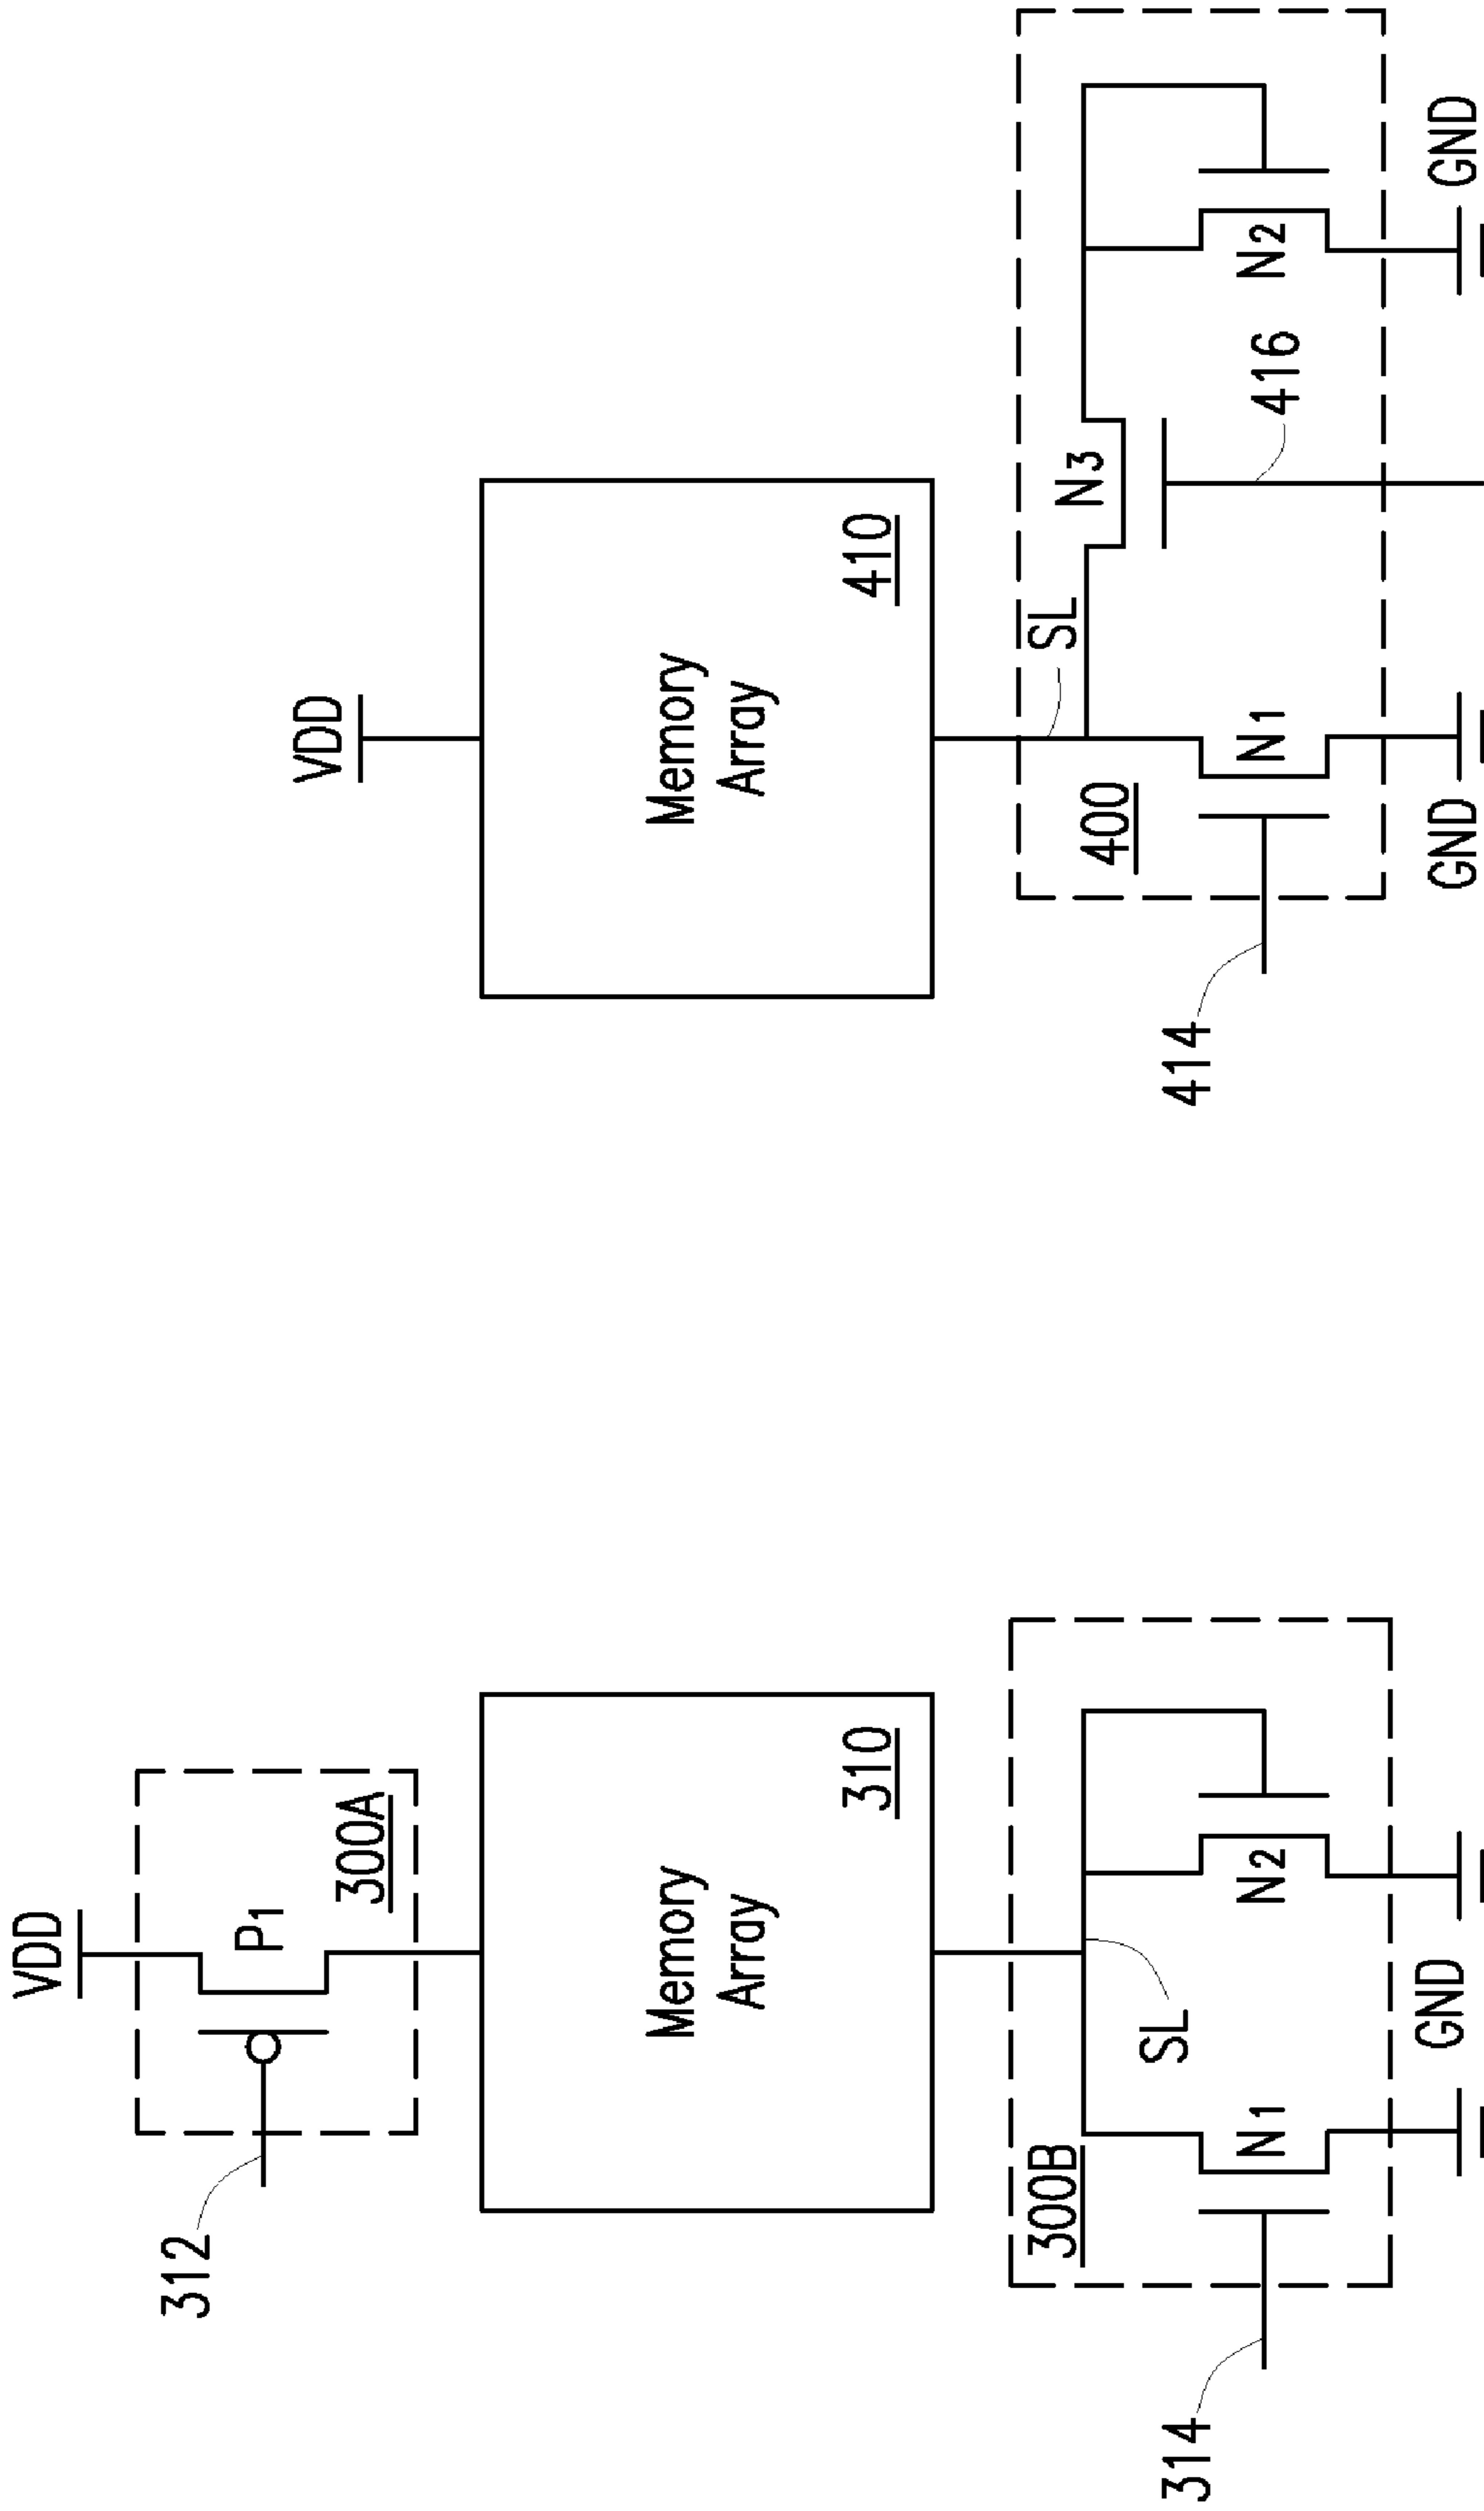 VDD
312
P1
300A
Memory
Array
310
300B
SL
314
N1
N2
GND
VDD
Memory
Array
410
SL
400
N3
414
N1
416
N2
GND
GND